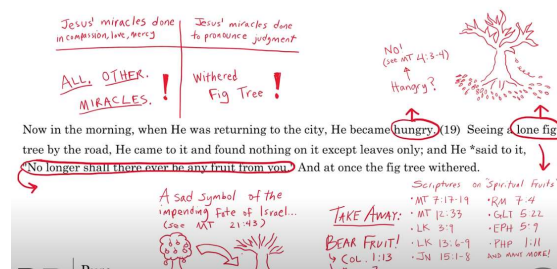 Jesus' miracles done
in compassion, love, mercy
Jesus' miracles done
to pronounce judgment
ALL. OTHER.
MIRACLES. !
Withered
Fig Tree !
No!
(see MT 4:3-4)
Hangry?
Now in the morning, when He was returning to the city, He became hungry. (19) Seeing a lone fig
tree by the road, He came to it and found nothing on it except leaves only; and He *said to it,
"No longer shall there ever be any fruit from you." And at once the fig tree withered.
A sad symbol of the
impending fate of Israel...
(see MT 21:43)
TAKE AWAY:
BEAR FRUIT!
COL. 1:13
Scriptures on "Spiritual Fruits"
• MT 7:17-19
• MT 12:33
• LK 3:9
• LK 13:6-9
• JN 15:1-8
• RM 7:4
• GLT 5:22
• EPH 5:9
• PHP 1:11
AND MANY MORE!